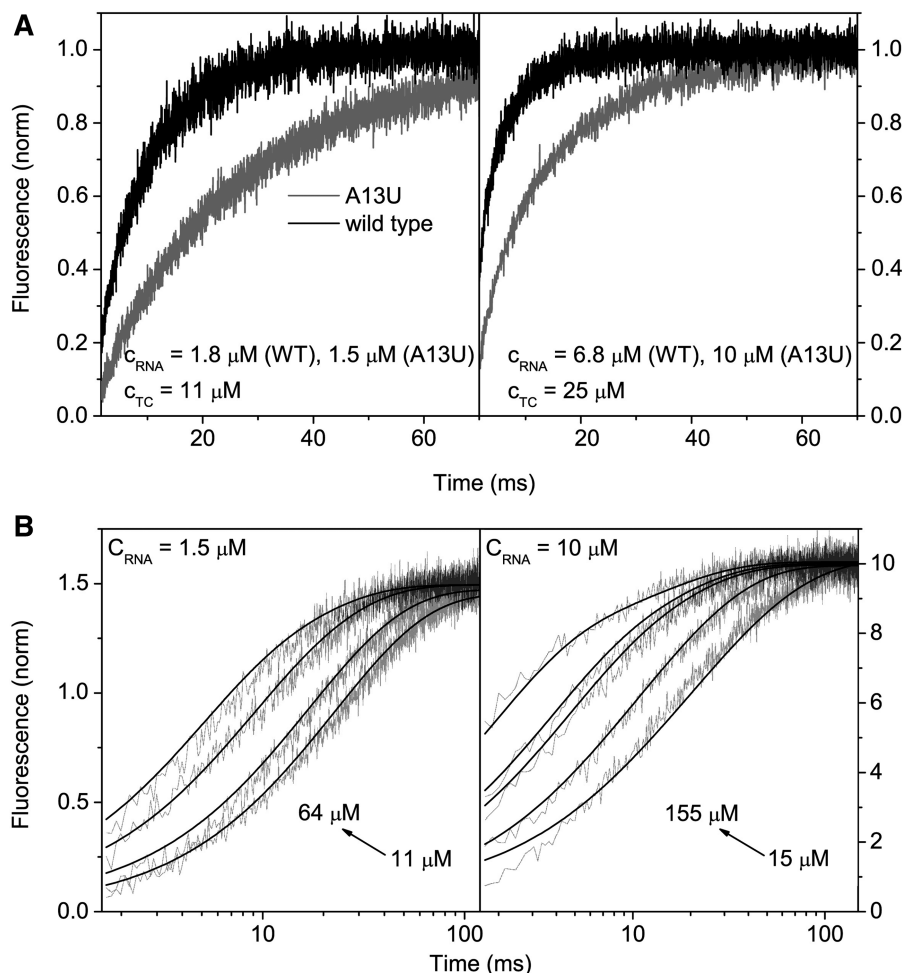 A
Fluorescence (norm)
1.0
0.8
0.6
0.4
0.2
0.0
A13U
wild type
c_RNA = 1.8 μM (WT), 1.5 μM (A13U)
c_TC = 11 μM
20
40
60
c_RNA = 6.8 μM (WT), 10 μM (A13U)
c_TC = 25 μM
20
40
60
1.0
0.8
0.6
0.4
0.2
0.0
Time (ms)
B
Fluorescence (norm)
1.5
1.0
0.5
0.0
C_RNA = 1.5 μM
64 μM
11 μM
10
100
C_RNA = 10 μM
155 μM
15 μM
10
100
10
8
6
4
2
0
Time (ms)